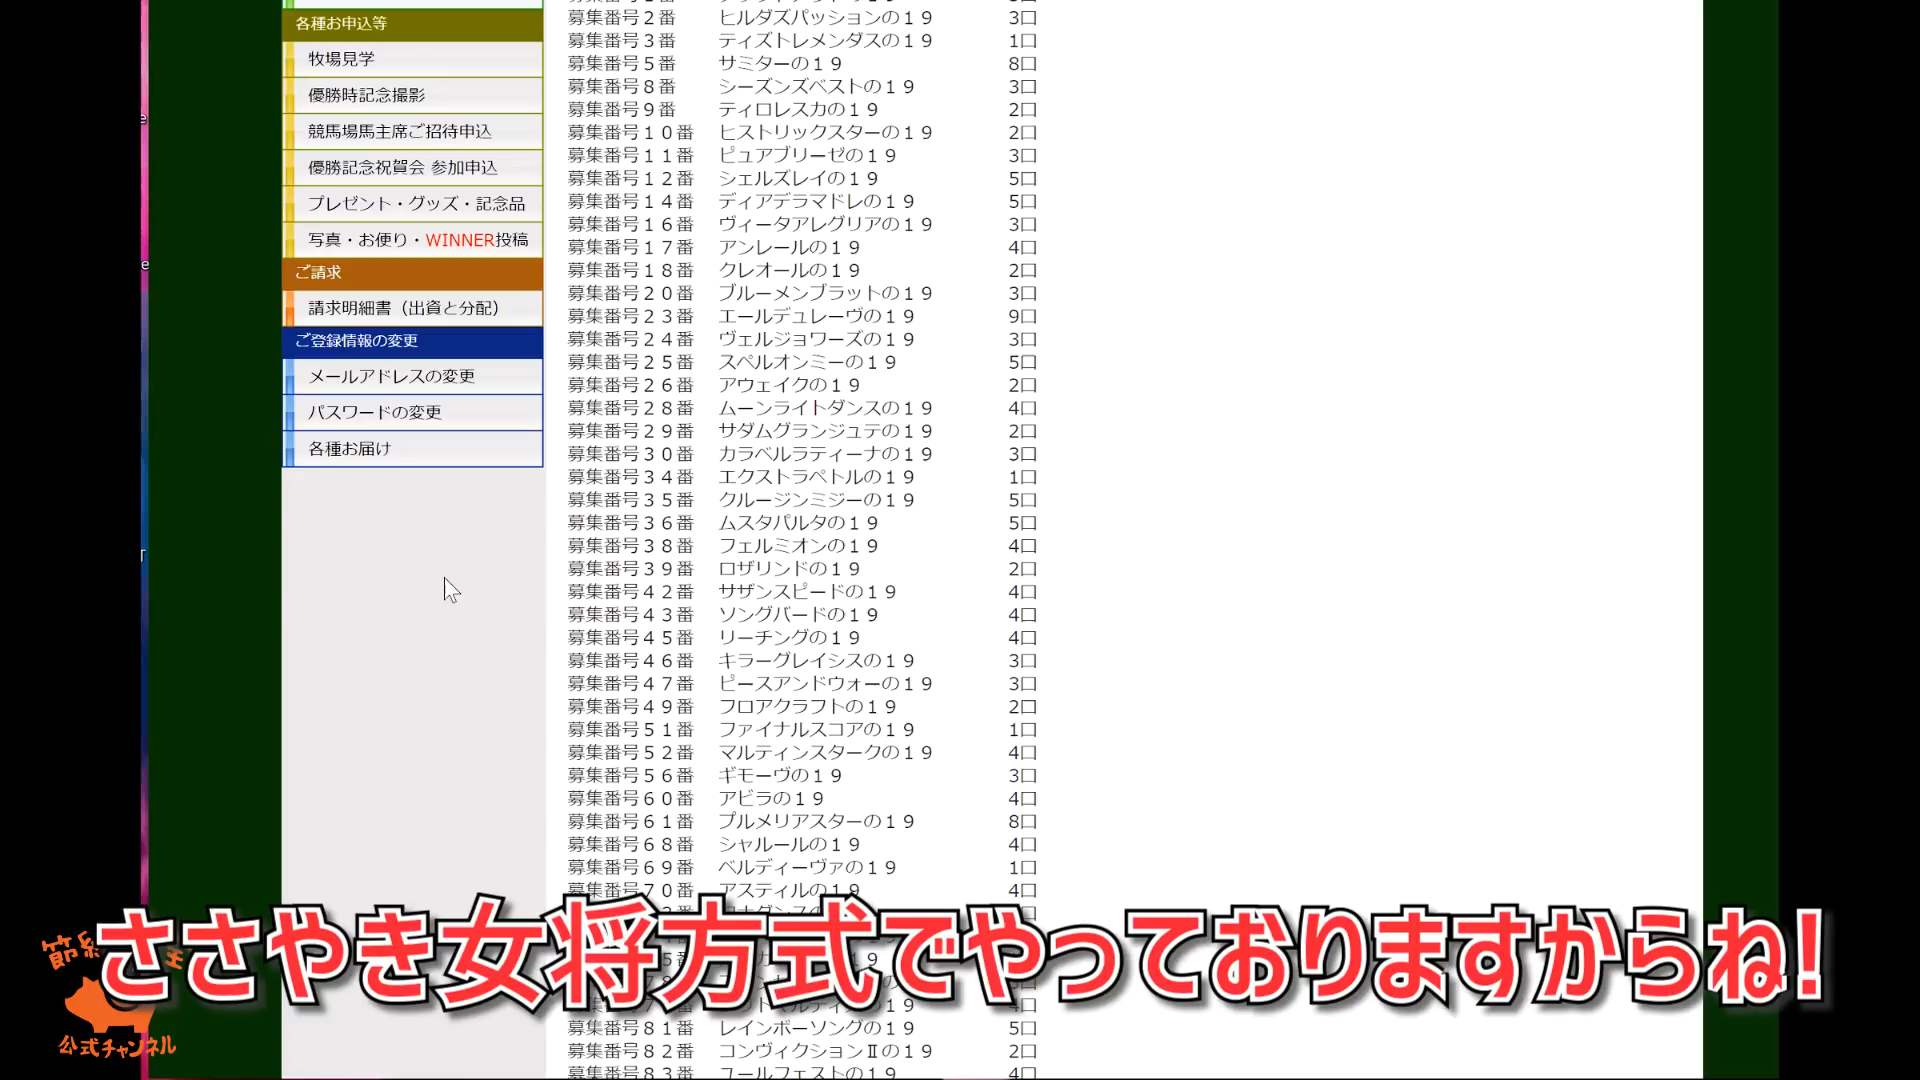 各種お申込等
牧場見学
優勝時記念撮影
競馬場馬主席ご招待申込
優勝記念祝賀会 参加申込
プレゼント・グッズ・記念品
写真・お便り・WINNER投稿
ご請求
請求明細書（出資と分配）
ご登録情報の変更
メールアドレスの変更
パスワードの変更
各種お届け
募集番号２番 ヒルダズパッションの１９ 3口
募集番号３番 ティズトレメンダスの１９ 1口
募集番号５番 サミターの１９ 8口
募集番号８番 シーズンズベストの１９ 3口
募集番号９番 ティロレスカの１９ 2口
募集番号１０番 ヒストリックスターの１９ 2口
募集番号１１番 ピュアブリーゼの１９ 3口
募集番号１２番 シェルズレイの１９ 5口
募集番号１４番 ディアデラマドレの１９ 5口
募集番号１６番 ヴィータアレグリアの１９ 3口
募集番号１７番 アンレールの１９ 4口
募集番号１８番 クレオールの１９ 2口
募集番号２０番 ブルーメンブラットの１９ 3口
募集番号２３番 エールデュレーヴの１９ 9口
募集番号２４番 ヴェルジョワーズの１９ 3口
募集番号２５番 スペルオンミーの１９ 5口
募集番号２６番 アウェイクの１９ 2口
募集番号２８番 ムーンライトダンスの１９ 4口
募集番号２９番 サダムグランジュテの１９ 2口
募集番号３０番 カラベルラティーナの１９ 3口
募集番号３４番 エクストラペトルの１９ 1口
募集番号３５番 クルージンミジーの１９ 5口
募集番号３６番 ムスタパルタの１９ 5口
募集番号３８番 フェルミオンの１９ 4口
募集番号３９番 ロザリンドの１９ 2口
募集番号４２番 サザンスピードの１９ 4口
募集番号４３番 ソングバードの１９ 4口
募集番号４５番 リーチングの１９ 4口
募集番号４６番 キラーグレイシスの１９ 3口
募集番号４７番 ピースアンドウォーの１９ 3口
募集番号４９番 フロアクラフトの１９ 2口
募集番号５１番 ファイナルスコアの１９ 1口
募集番号５２番 マルティンスタークの１９ 4口
募集番号５６番 ギモーヴの１９ 3口
募集番号６０番 アビラの１９ 4口
募集番号６１番 プルメリアスターの１９ 8口
募集番号６８番 シャルールの１９ 4口
募集番号６９番 ベルディーヴァの１９ 1口
募集番号７０番 アスティルの１９ 4口
ささやき女将方式でやっておりますからね！
募集番号８１番 レインボーソングの１９ 5口
募集番号８２番 コンヴィクションⅡの１９ 2口
募集番号８３番 ユールフェストの１９ 4口
公式チャンネル